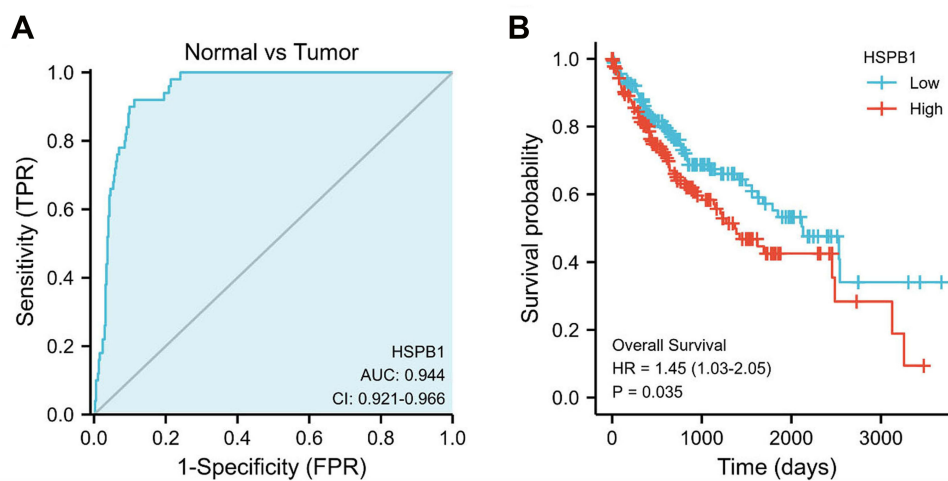 A
Normal vs Tumor
1.0
0.8
0.6
0.4
0.2
0.0
Sensitivity (TPR)
HSPB1
AUC: 0.944
CI: 0.921-0.966
0.0 0.2 0.4 0.6 0.8 1.0
1-Specificity (FPR)
B
HSPB1
Low
High
1.0
0.8
0.6
0.4
0.2
0.0
Survival probability
Overall Survival
HR = 1.45 (1.03-2.05)
P = 0.035
0 1000 2000 3000
Time (days)